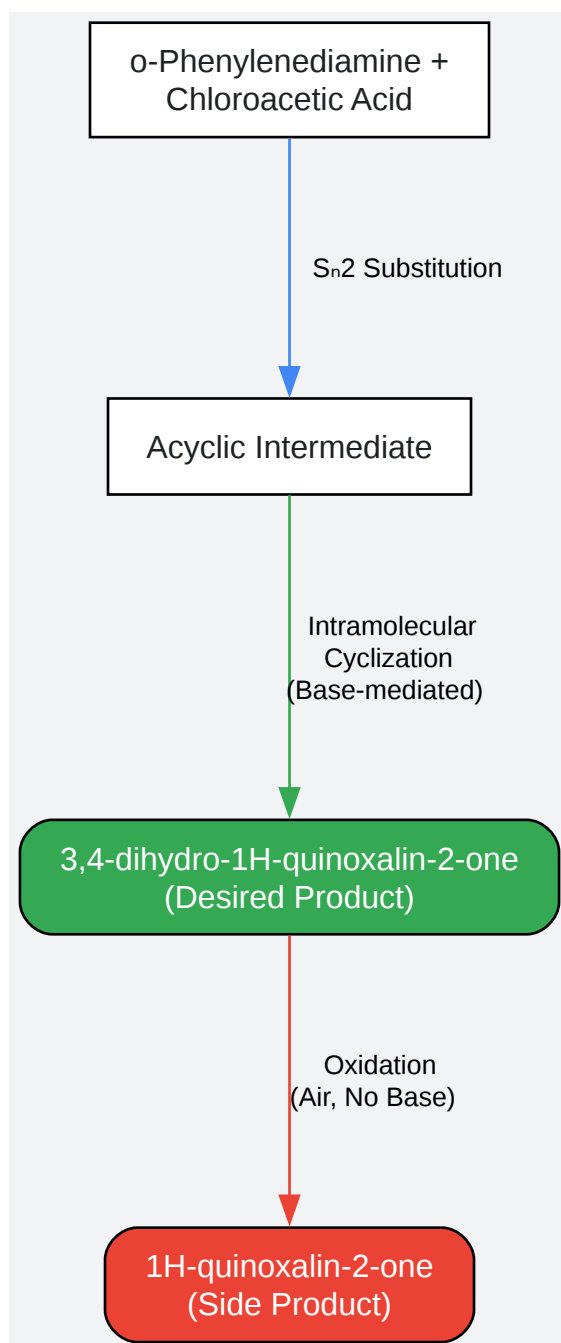 o-Phenylenediamine +
Chloroacetic Acid
Sₙ2 Substitution
Acyclic Intermediate
Intramolecular
Cyclization
(Base-mediated)
3,4-dihydro-1H-quinoxalin-2-one
(Desired Product)
Oxidation
(Air, No Base)
1H-quinoxalin-2-one
(Side Product)